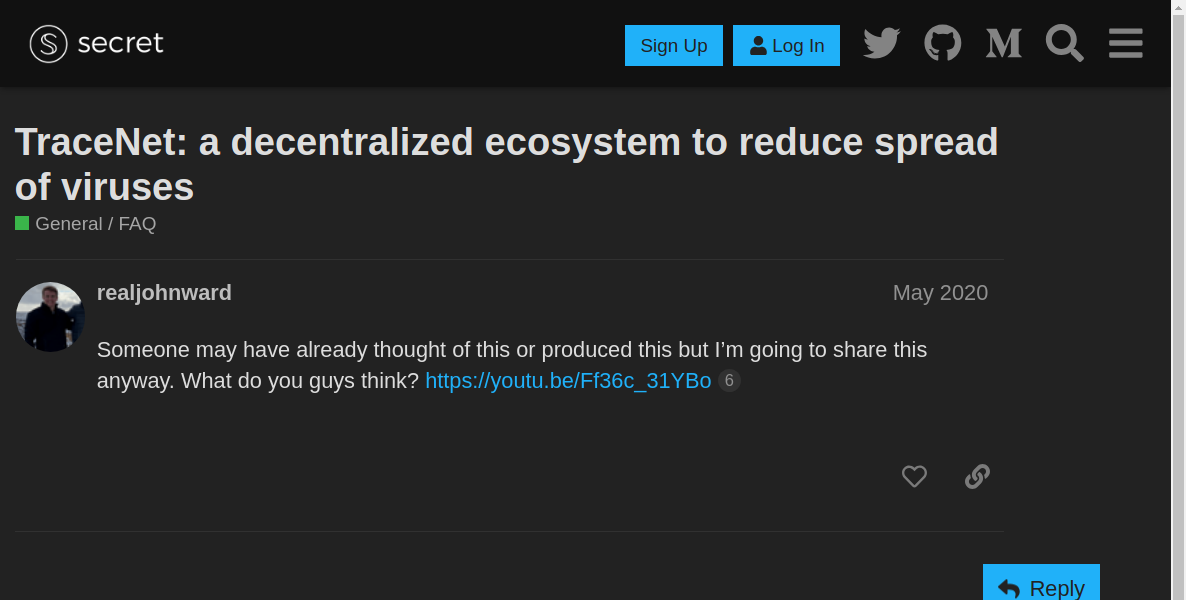 secret
Sign Up
Log In
TraceNet: a decentralized ecosystem to reduce spread
of viruses
General / FAQ
realjohnward
May 2020
Someone may have already thought of this or produced this but I’m going to share this
anyway. What do you guys think? https://youtu.be/Ff36c_31YBo 6
Reply